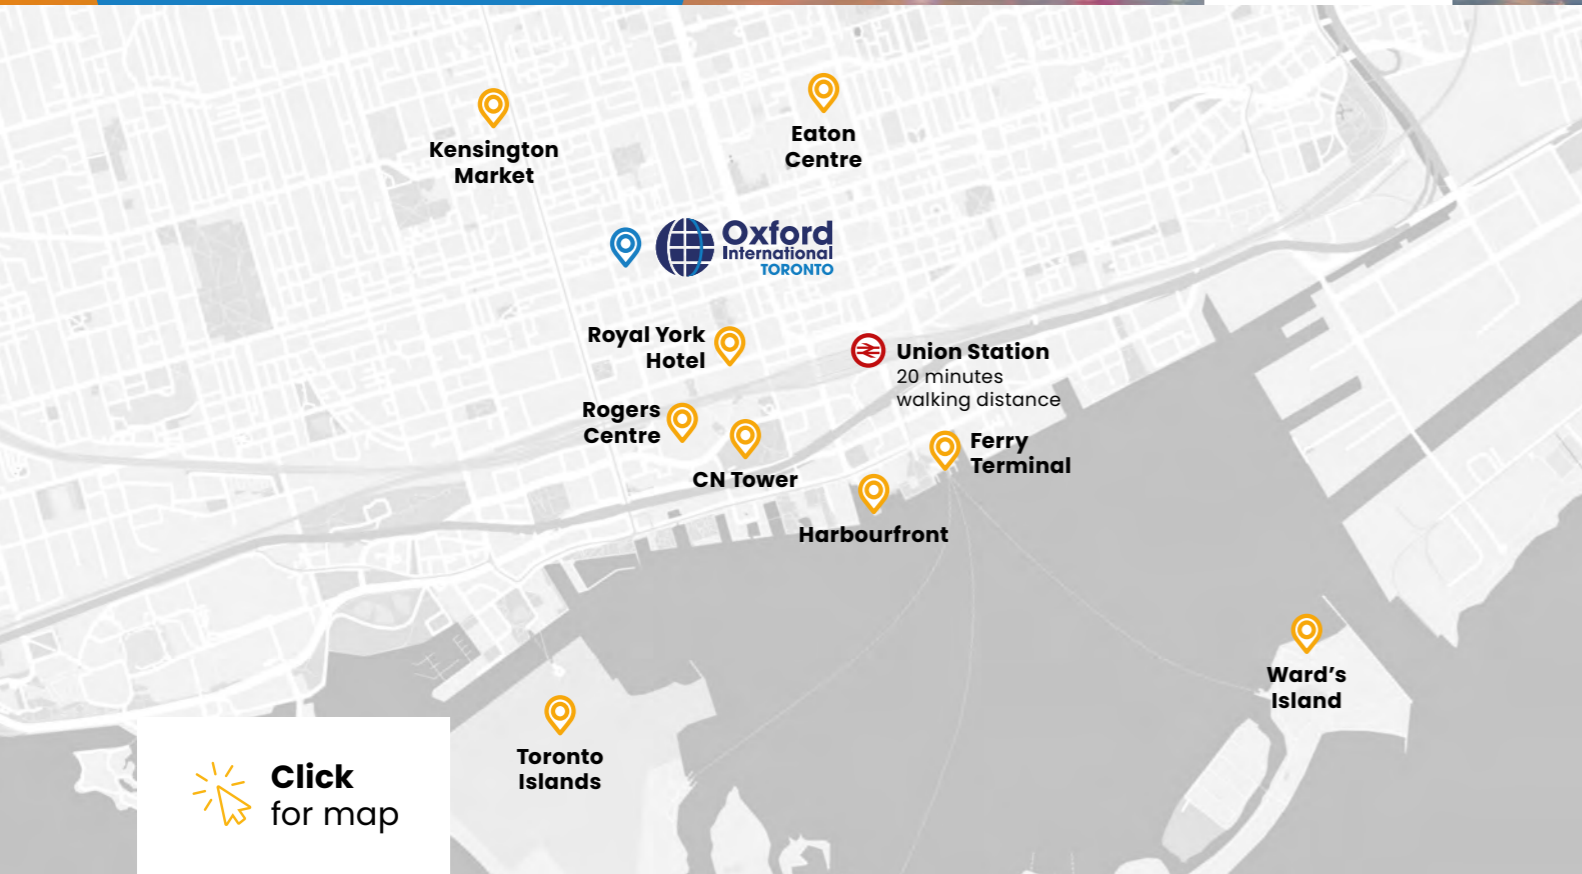 Kensington
Market
Eaton
Centre
Oxford
International
TORONTO
Royal York
Hotel
Union Station
20 minutes
walking distance
Rogers
Centre
CN Tower
Ferry
Terminal
Harbourfront
Ward’s
Island
Toronto
Islands
Click
for map